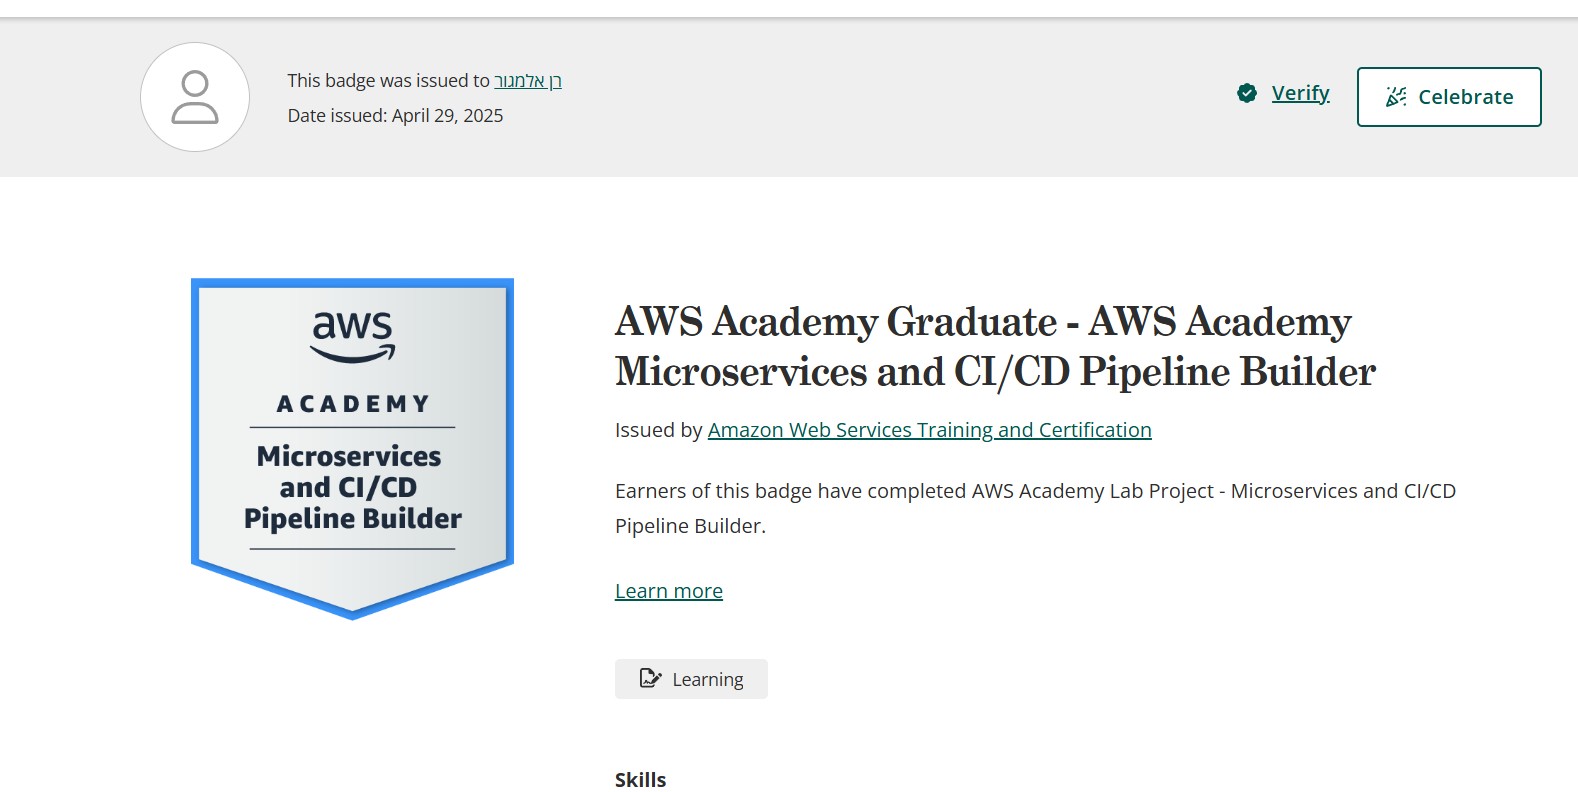 This badge was issued to רן אלמגור
Date issued: April 29, 2025
Verify
Celebrate
aws
ACADEMY
Microservices
and CI/CD
Pipeline Builder
AWS Academy Graduate - AWS Academy
Microservices and CI/CD Pipeline Builder
Issued by Amazon Web Services Training and Certification
Earners of this badge have completed AWS Academy Lab Project - Microservices and CI/CD
Pipeline Builder.
Learn more
Learning
Skills